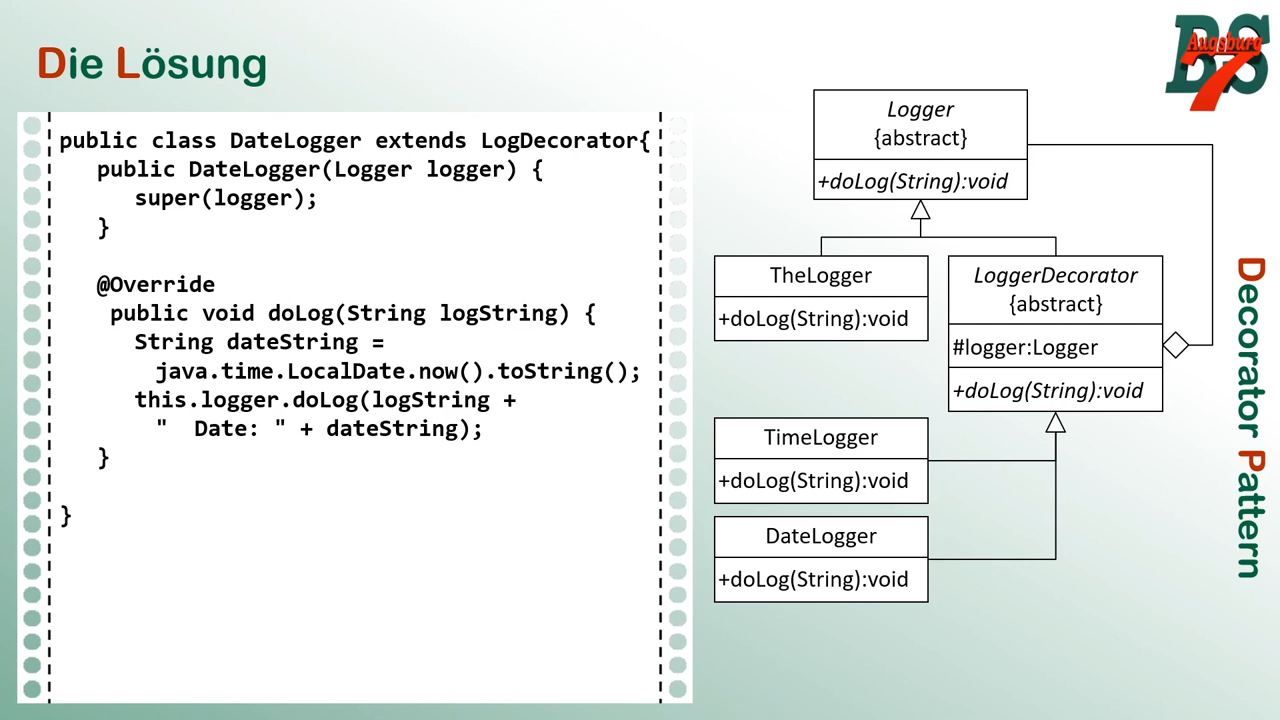 Die Lösung
public class DateLogger extends LogDecorator{
public DateLogger(Logger logger) {
super(logger);
}
@Override
public void doLog(String logString) {
String dateString =
java.time.LocalDate.now().toString();
this.logger.doLog(logString +
"  Date: " + dateString);
}
}
Logger
{abstract}
+doLog(String):void
TheLogger
+doLog(String):void
LoggerDecorator
{abstract}
#logger:Logger
+doLog(String):void
TimeLogger
+doLog(String):void
DateLogger
+doLog(String):void
BS
Augsburg
7
Decorator Pattern